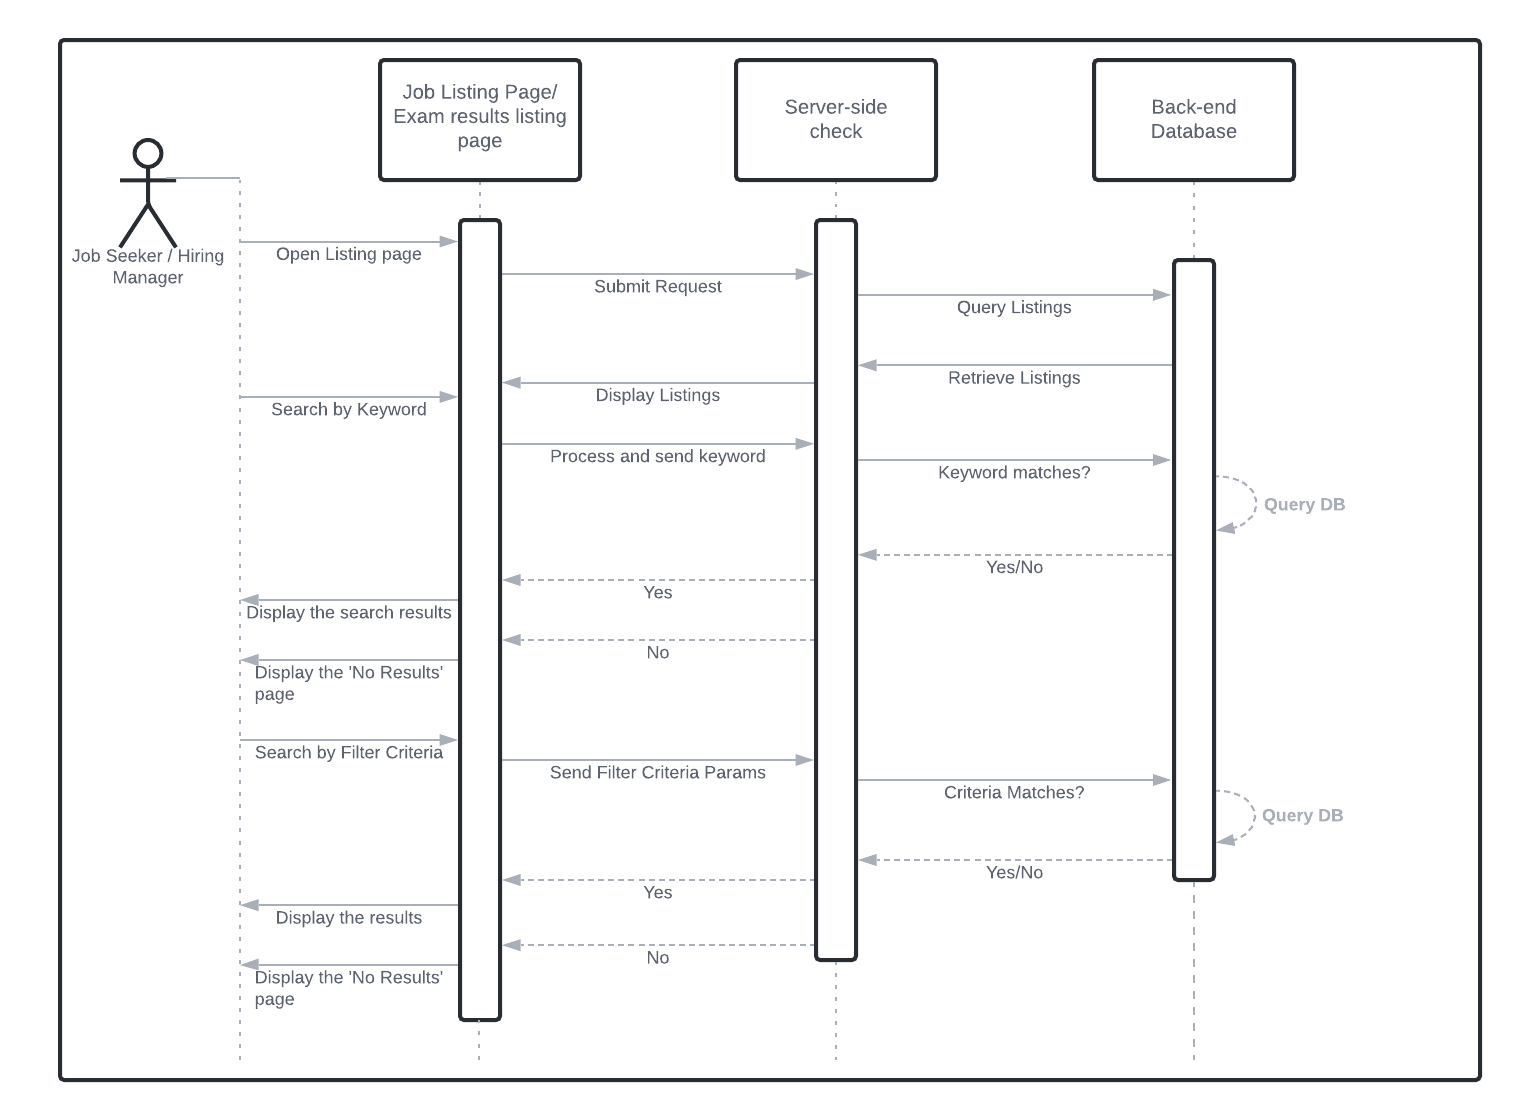 Job Listing Page/
Exam results listing
page
Server-side
check
Back-end
Database
Job Seeker / Hiring
Manager
Open Listing page
Submit Request
Query Listings
Retrieve Listings
Display Listings
Search by Keyword
Process and send keyword
Keyword matches?
Query DB
Yes/No
Yes
Display the search results
No
Display the 'No Results'
page
Search by Filter Criteria
Send Filter Criteria Params
Criteria Matches?
Query DB
Yes/No
Yes
Display the results
No
Display the 'No Results'
page